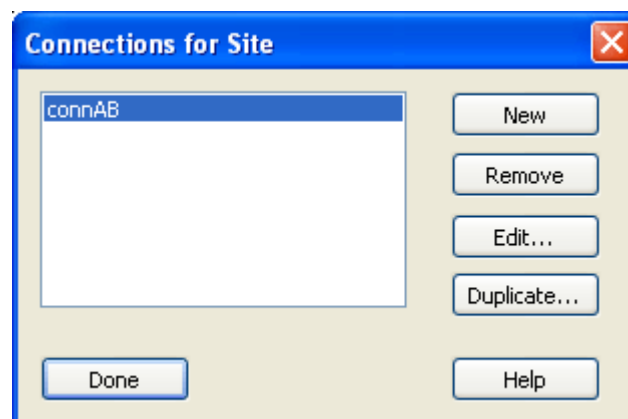 Connections for Site
connAB
New
Remove
Edit...
Duplicate...
Done
Help